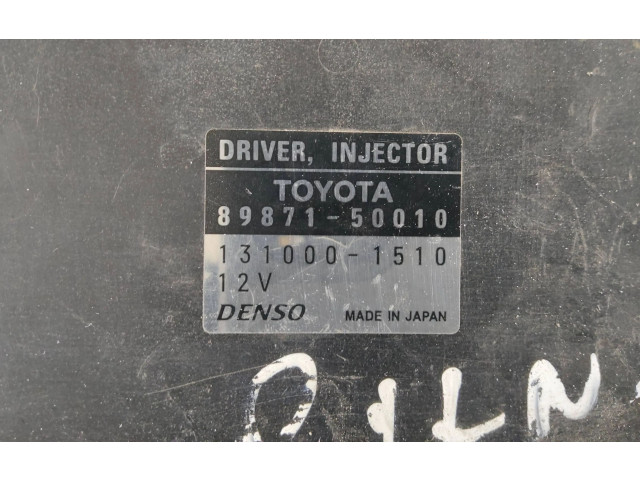 DRIVER, INJECTOR
TOYOTA
89871-50010
131000-1510
12V
DENSO MADE IN JAPAN